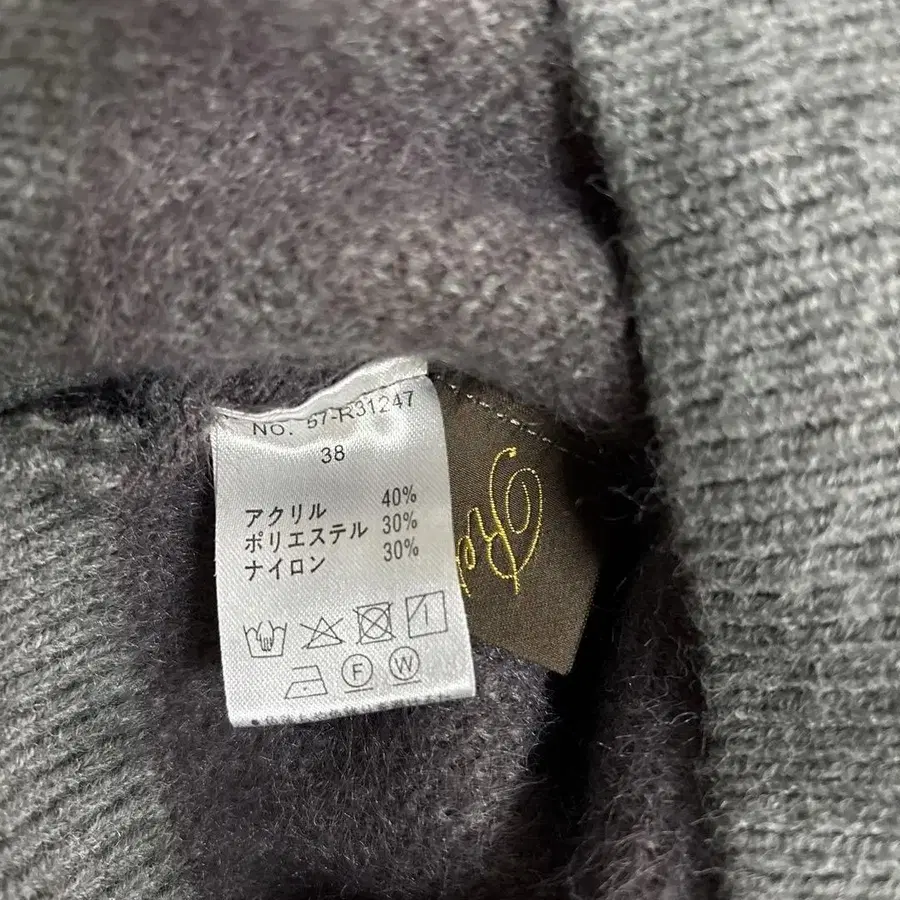 No. 57-R31247
38
アクリル 40%
ポリエステル 30%
ナイロン 30%
F W
Re